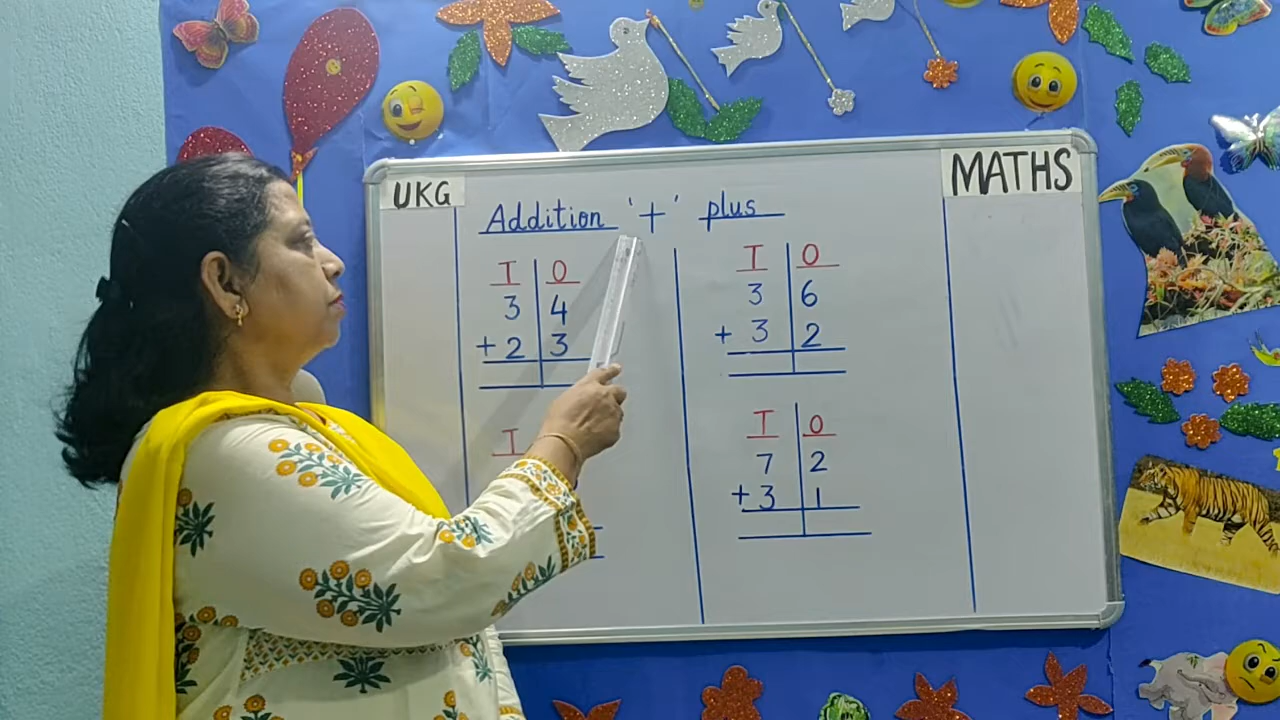 UKG
MATHS
Addition '+' plus
T O
3 4
+ 2 3
T O
3 6
+ 3 2
T
T O
7 2
+ 3 1